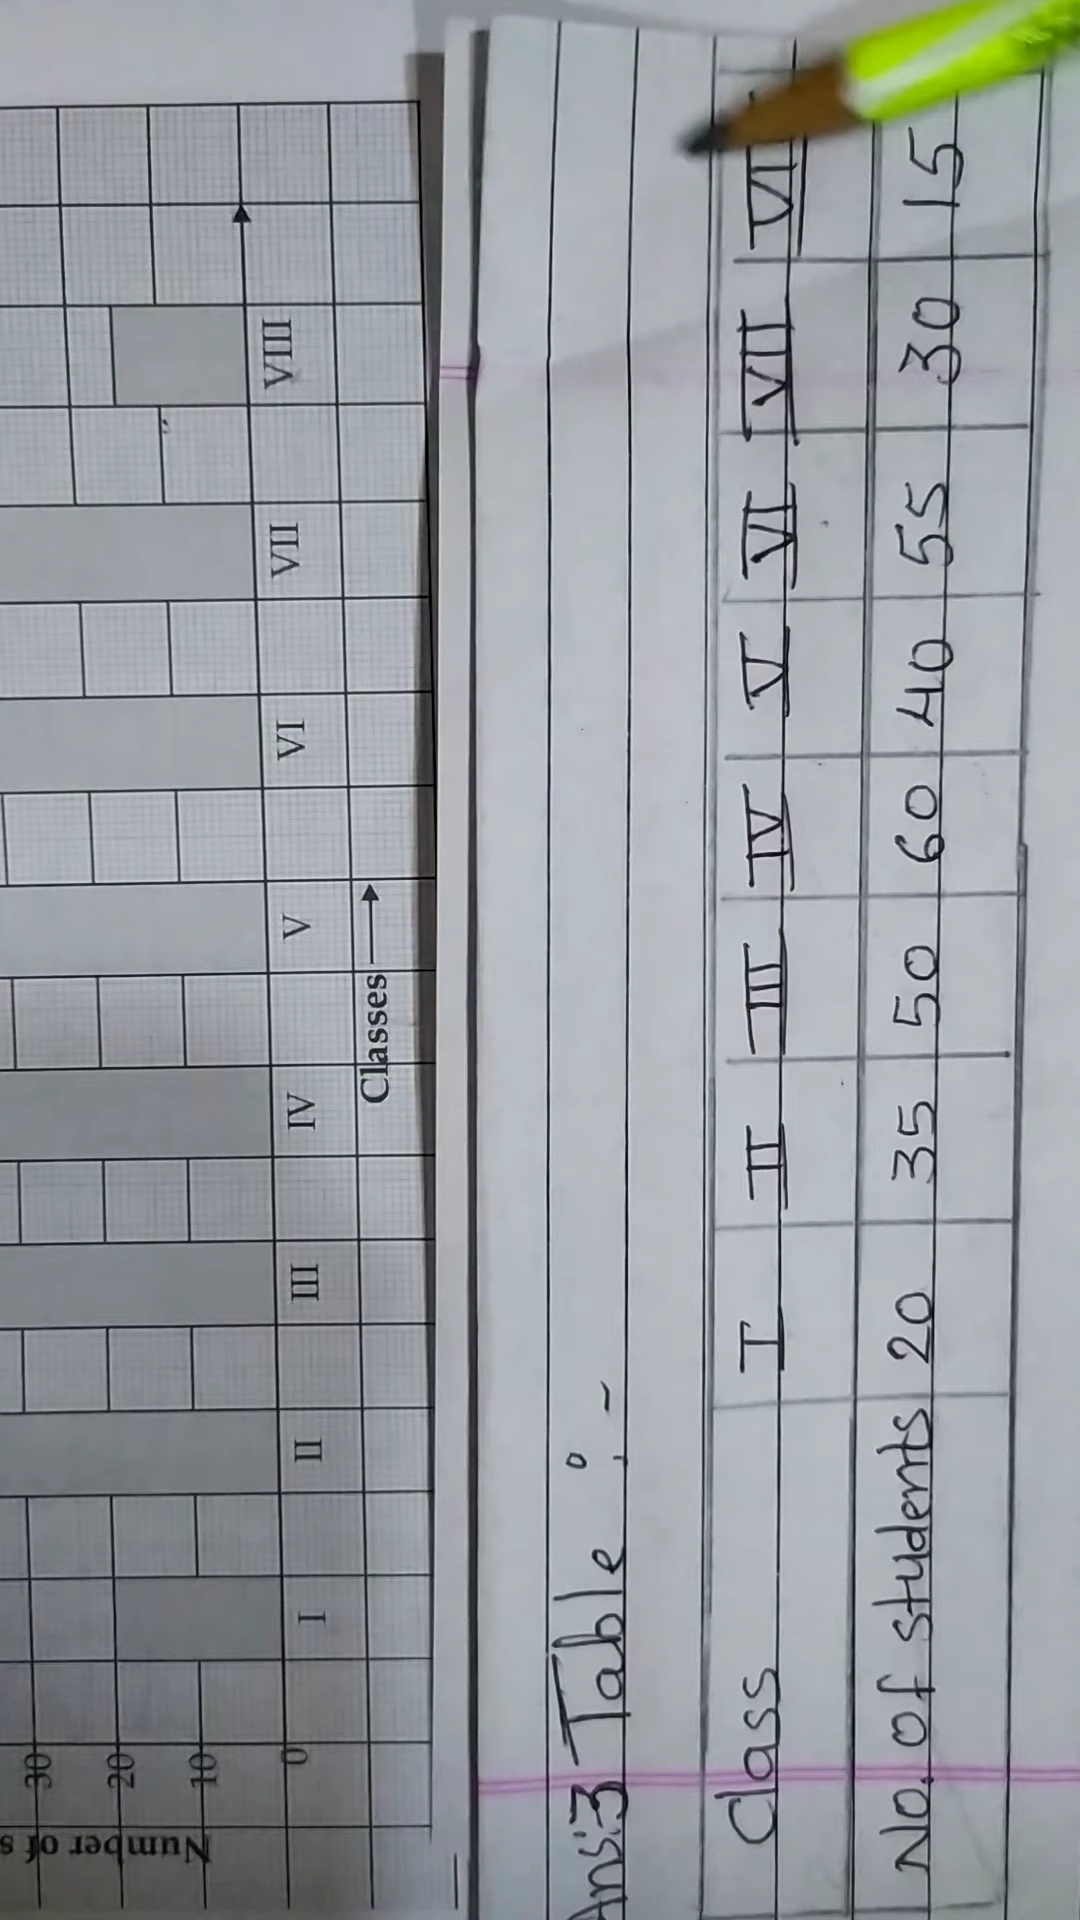 30
20
10
0
Number of s
I II III IV V VI VII VIII
Classes
Ans:3 Table :-
Class I II III IV V VI VII
No. of students 20 35 50 60 40 55 30 15